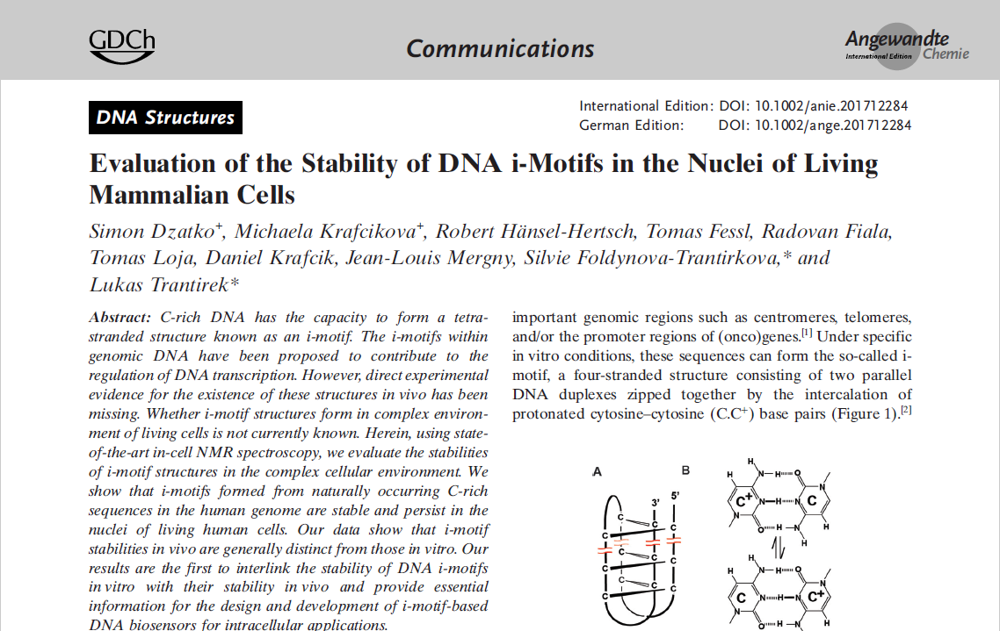 GDCh
Communications
Angewandte
International Edition
Chemie
DNA Structures
International Edition: DOI: 10.1002/anie.201712284
German Edition: DOI: 10.1002/ange.201712284
Evaluation of the Stability of DNA i-Motifs in the Nuclei of Living
Mammalian Cells
Simon Dzatko+, Michaela Krafcikova+, Robert Hänsel-Hertsch, Tomas Fessl, Radovan Fiala,
Tomas Loja, Daniel Krafcik, Jean-Louis Mergny, Silvie Foldynova-Trantirkova,* and
Lukas Trantirek*
Abstract: C-rich DNA has the capacity to form a tetra-
stranded structure known as an i-motif. The i-motifs within
genomic DNA have been proposed to contribute to the
regulation of DNA transcription. However, direct experimental
evidence for the existence of these structures in vivo has been
missing. Whether i-motif structures form in complex environ-
ment of living cells is not currently known. Herein, using state-
of-the-art in-cell NMR spectroscopy, we evaluate the stabilities
of i-motif structures in the complex cellular environment. We
show that i-motifs formed from naturally occurring C-rich
sequences in the human genome are stable and persist in the
nuclei of living human cells. Our data show that i-motif
stabilities in vivo are generally distinct from those in vitro. Our
results are the first to interlink the stability of DNA i-motifs
in vitro with their stability in vivo and provide essential
information for the design and development of i-motif-based
DNA biosensors for intracellular applications.
important genomic regions such as centromeres, telomeres,
and/or the promoter regions of (onco)genes.[1] Under specific
in vitro conditions, these sequences can form the so-called i-
motif, a four-stranded structure consisting of two parallel
DNA duplexes zipped together by the intercalation of
protonated cytosine–cytosine (C.C+) base pairs (Figure 1).[2]
A
3'
5'
C
C
C
C
C
C
C
C
C
C
C
C
B
H
H
N
H
O
N
C+
N
H
N
C
N
O
H
N
H
H
H
H
N
H
O
N
C
N
H
N
C+
N
O
H
N
H